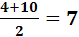 (4+10)/2 = 7